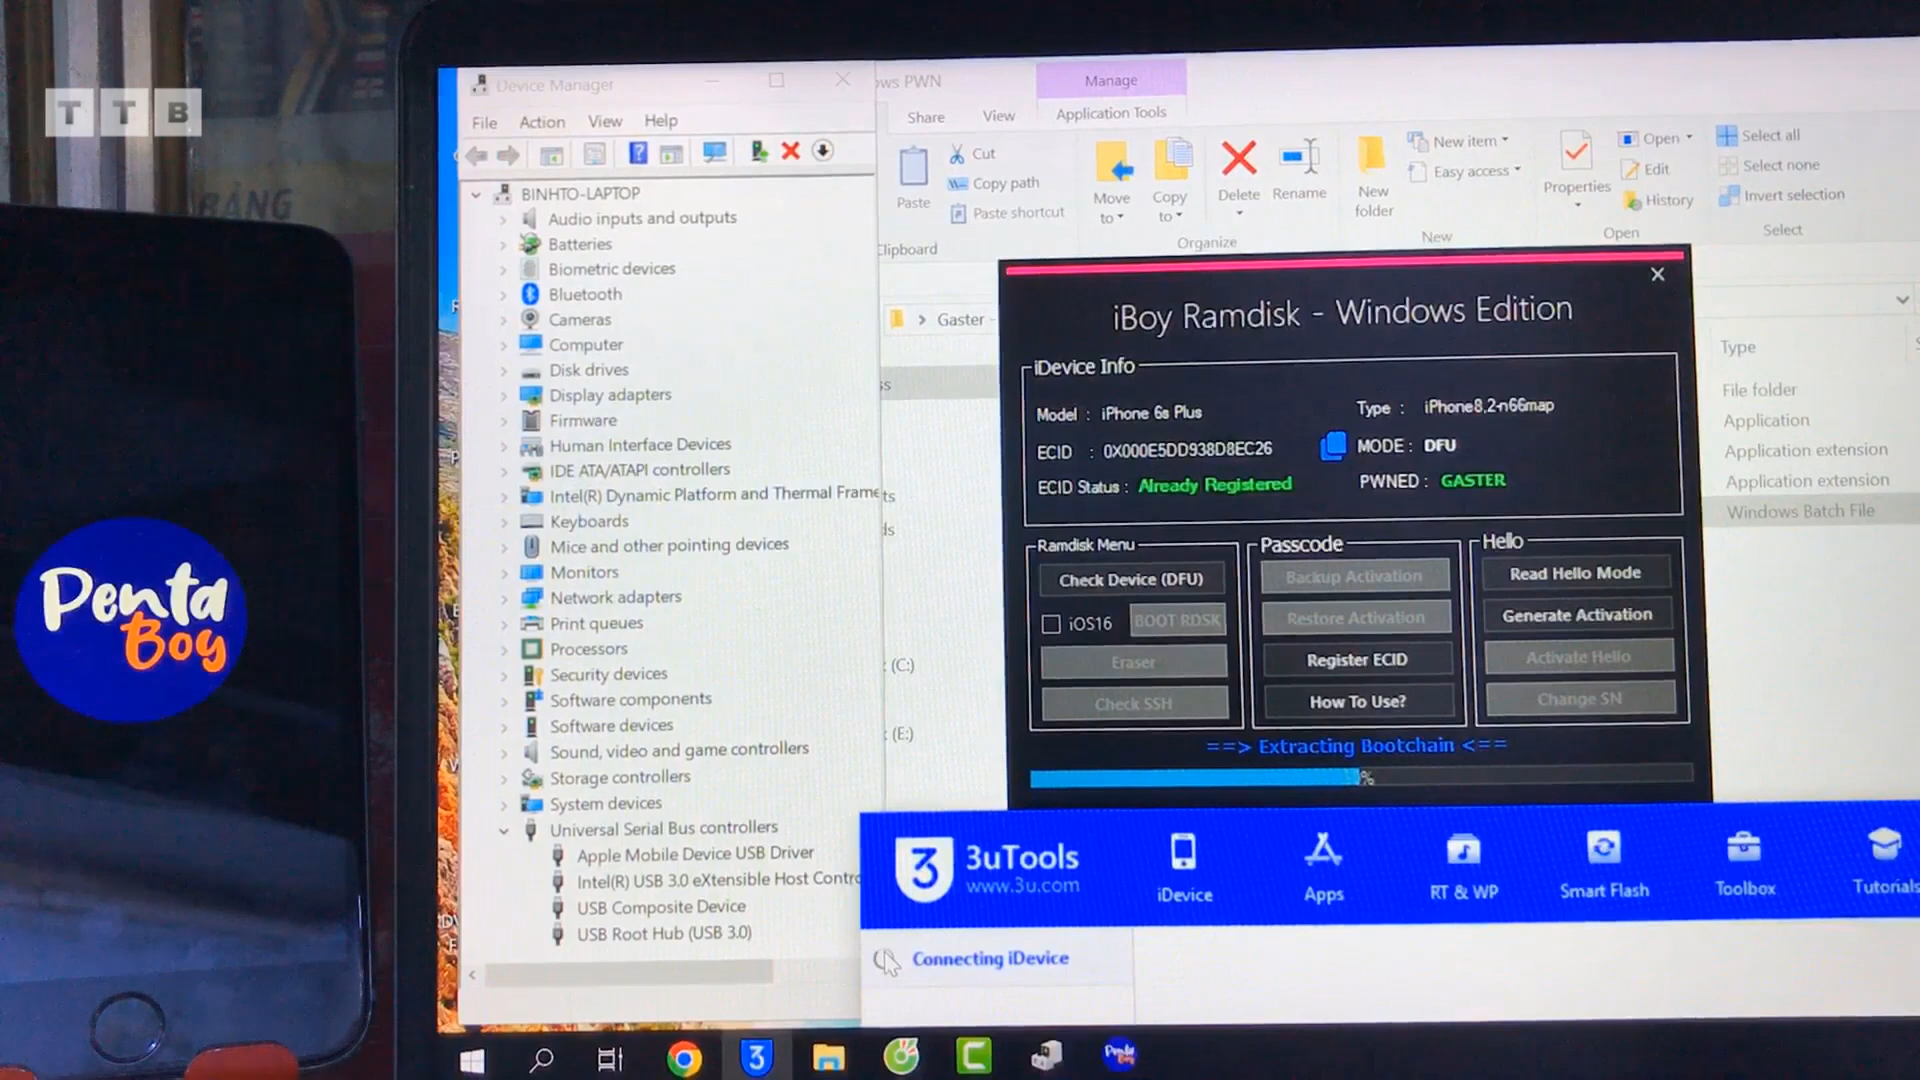 TTB
BẢNG
Penta
Boy
Device Manager
File Action View Help
BINHTO-LAPTOP
Audio inputs and outputs
Batteries
Biometric devices
Bluetooth
Cameras
Computer
Disk drives
Display adapters
Firmware
Human Interface Devices
IDE ATA/ATAPI controllers
Intel(R) Dynamic Platform and Thermal Frame
Keyboards
Mice and other pointing devices
Monitors
Network adapters
Print queues
Processors
Security devices
Software components
Software devices
Sound, video and game controllers
Storage controllers
System devices
Universal Serial Bus controllers
Apple Mobile Device USB Driver
Intel(R) USB 3.0 eXtensible Host Contro
USB Composite Device
USB Root Hub (USB 3.0)
ows PWN
Manage
Share View Application Tools
Paste
Cut
Copy path
Paste shortcut
Clipboard
Move to
Copy to
Delete
Rename
Organize
New folder
New item
Easy access
New
Properties
Open
Edit
History
Open
Select all
Select none
Invert selection
Select
Gaster -
ss
ts
ds
(C:)
(E:)
Type
File folder
Application
Application extension
Application extension
Windows Batch File
iBoy Ramdisk - Windows Edition
iDevice Info
Model : iPhone 6s Plus
Type : iPhone8,2-n66map
ECID : 0X000E5DD938D8EC26
MODE : DFU
ECID Status : Already Registered
PWNED : GASTER
Ramdisk Menu
Check Device (DFU)
iOS16 BOOT RDSK
Eraser
Check SSH
Passcode
Backup Activation
Restore Activation
Register ECID
How To Use?
Hello
Read Hello Mode
Generate Activation
Activate Hello
Change SN
==> Extracting Bootchain <==
%
3 3uTools
www.3u.com
iDevice
Apps
RT & WP
Smart Flash
Toolbox
Tutorials
Connecting iDevice
3
Penta
Boy